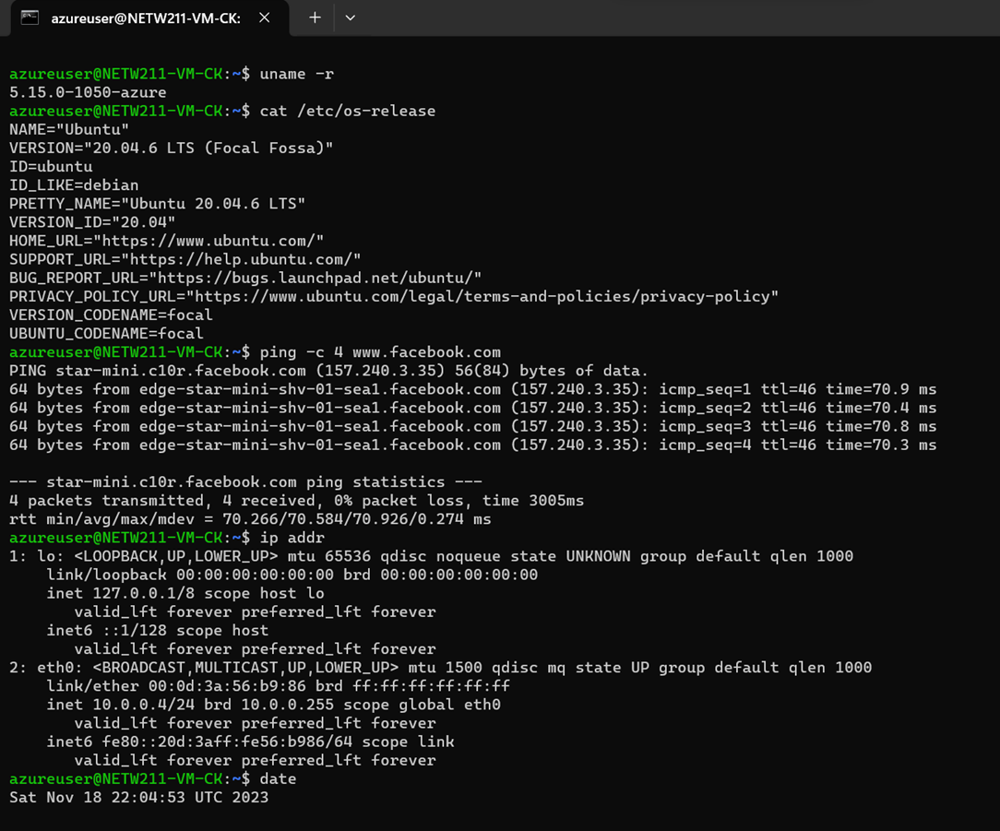 azureuser@NETW211-VM-CK:
azureuser@NETW211-VM-CK:~$ uname -r
5.15.0-1050-azure
azureuser@NETW211-VM-CK:~$ cat /etc/os-release
NAME="Ubuntu"
VERSION="20.04.6 LTS (Focal Fossa)"
ID=ubuntu
ID_LIKE=debian
PRETTY_NAME="Ubuntu 20.04.6 LTS"
VERSION_ID="20.04"
HOME_URL="https://www.ubuntu.com/"
SUPPORT_URL="https://help.ubuntu.com/"
BUG_REPORT_URL="https://bugs.launchpad.net/ubuntu/"
PRIVACY_POLICY_URL="https://www.ubuntu.com/legal/terms-and-policies/privacy-policy"
VERSION_CODENAME=focal
UBUNTU_CODENAME=focal
azureuser@NETW211-VM-CK:~$ ping -c 4 www.facebook.com
PING star-mini.c10r.facebook.com (157.240.3.35) 56(84) bytes of data.
64 bytes from edge-star-mini-shv-01-sea1.facebook.com (157.240.3.35): icmp_seq=1 ttl=46 time=70.9 ms
64 bytes from edge-star-mini-shv-01-sea1.facebook.com (157.240.3.35): icmp_seq=2 ttl=46 time=70.4 ms
64 bytes from edge-star-mini-shv-01-sea1.facebook.com (157.240.3.35): icmp_seq=3 ttl=46 time=70.8 ms
64 bytes from edge-star-mini-shv-01-sea1.facebook.com (157.240.3.35): icmp_seq=4 ttl=46 time=70.3 ms
--- star-mini.c10r.facebook.com ping statistics ---
4 packets transmitted, 4 received, 0% packet loss, time 3005ms
rtt min/avg/max/mdev = 70.266/70.584/70.926/0.274 ms
azureuser@NETW211-VM-CK:~$ ip addr
1: lo: <LOOPBACK,UP,LOWER_UP> mtu 65536 qdisc noqueue state UNKNOWN group default qlen 1000
    link/loopback 00:00:00:00:00:00 brd 00:00:00:00:00:00
    inet 127.0.0.1/8 scope host lo
       valid_lft forever preferred_lft forever
    inet6 ::1/128 scope host
       valid_lft forever preferred_lft forever
2: eth0: <BROADCAST,MULTICAST,UP,LOWER_UP> mtu 1500 qdisc mq state UP group default qlen 1000
    link/ether 00:0d:3a:56:b9:86 brd ff:ff:ff:ff:ff:ff
    inet 10.0.0.4/24 brd 10.0.0.255 scope global eth0
       valid_lft forever preferred_lft forever
    inet6 fe80::20d:3aff:fe56:b986/64 scope link
       valid_lft forever preferred_lft forever
azureuser@NETW211-VM-CK:~$ date
Sat Nov 18 22:04:53 UTC 2023